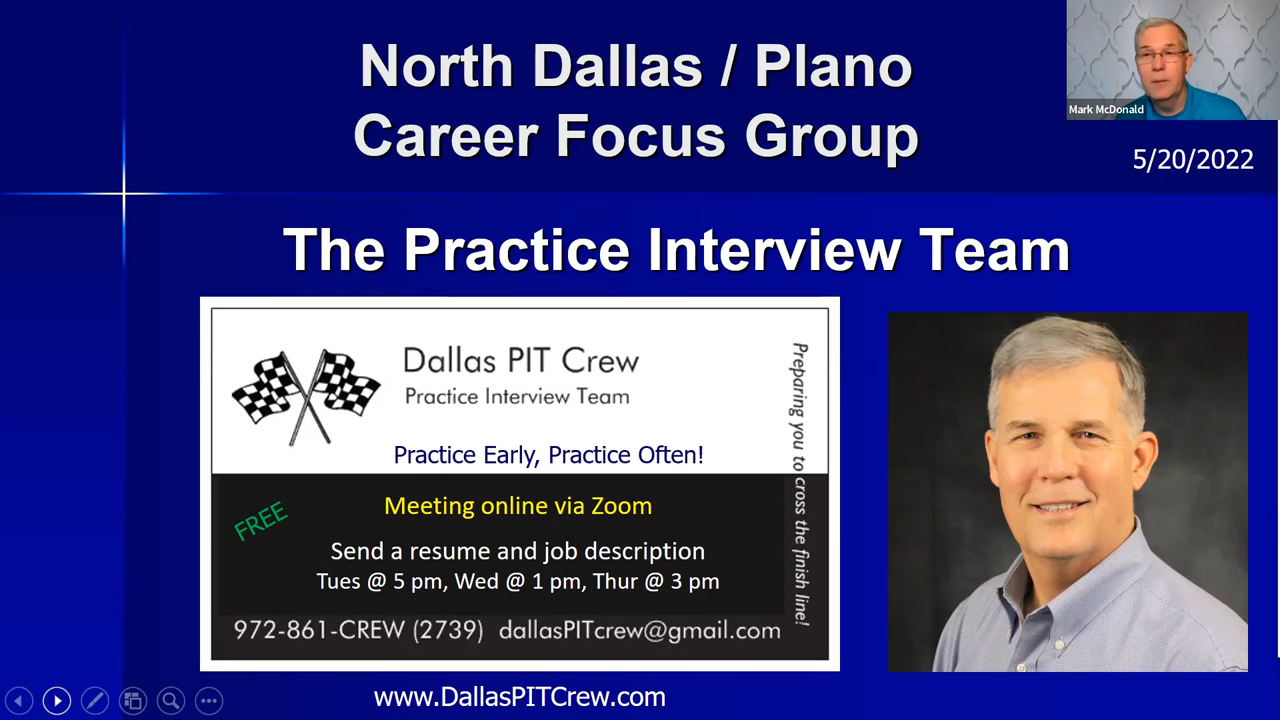 North Dallas / Plano
Career Focus Group
Mark McDonald
5/20/2022
The Practice Interview Team
Dallas PIT Crew
Practice Interview Team
Practice Early, Practice Often!
FREE
Meeting online via Zoom
Send a resume and job description
Tues @ 5 pm, Wed @ 1 pm, Thur @ 3 pm
972-861-CREW (2739) dallasPITcrew@gmail.com
Preparing you to cross the finish line!
www.DallasPITCrew.com